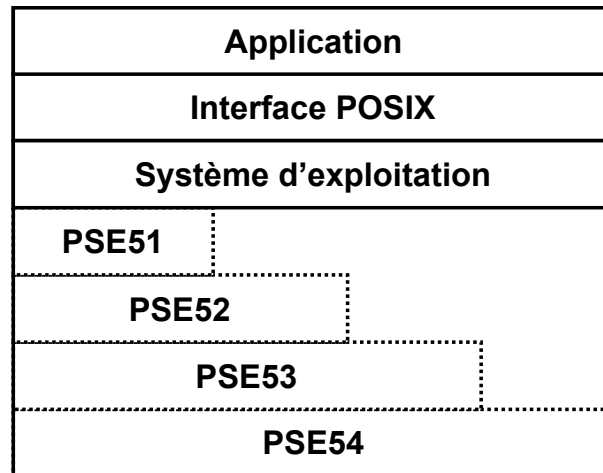 Application
Interface POSIX
Système d'exploitation
PSE51
PSE52
PSE53
PSE54